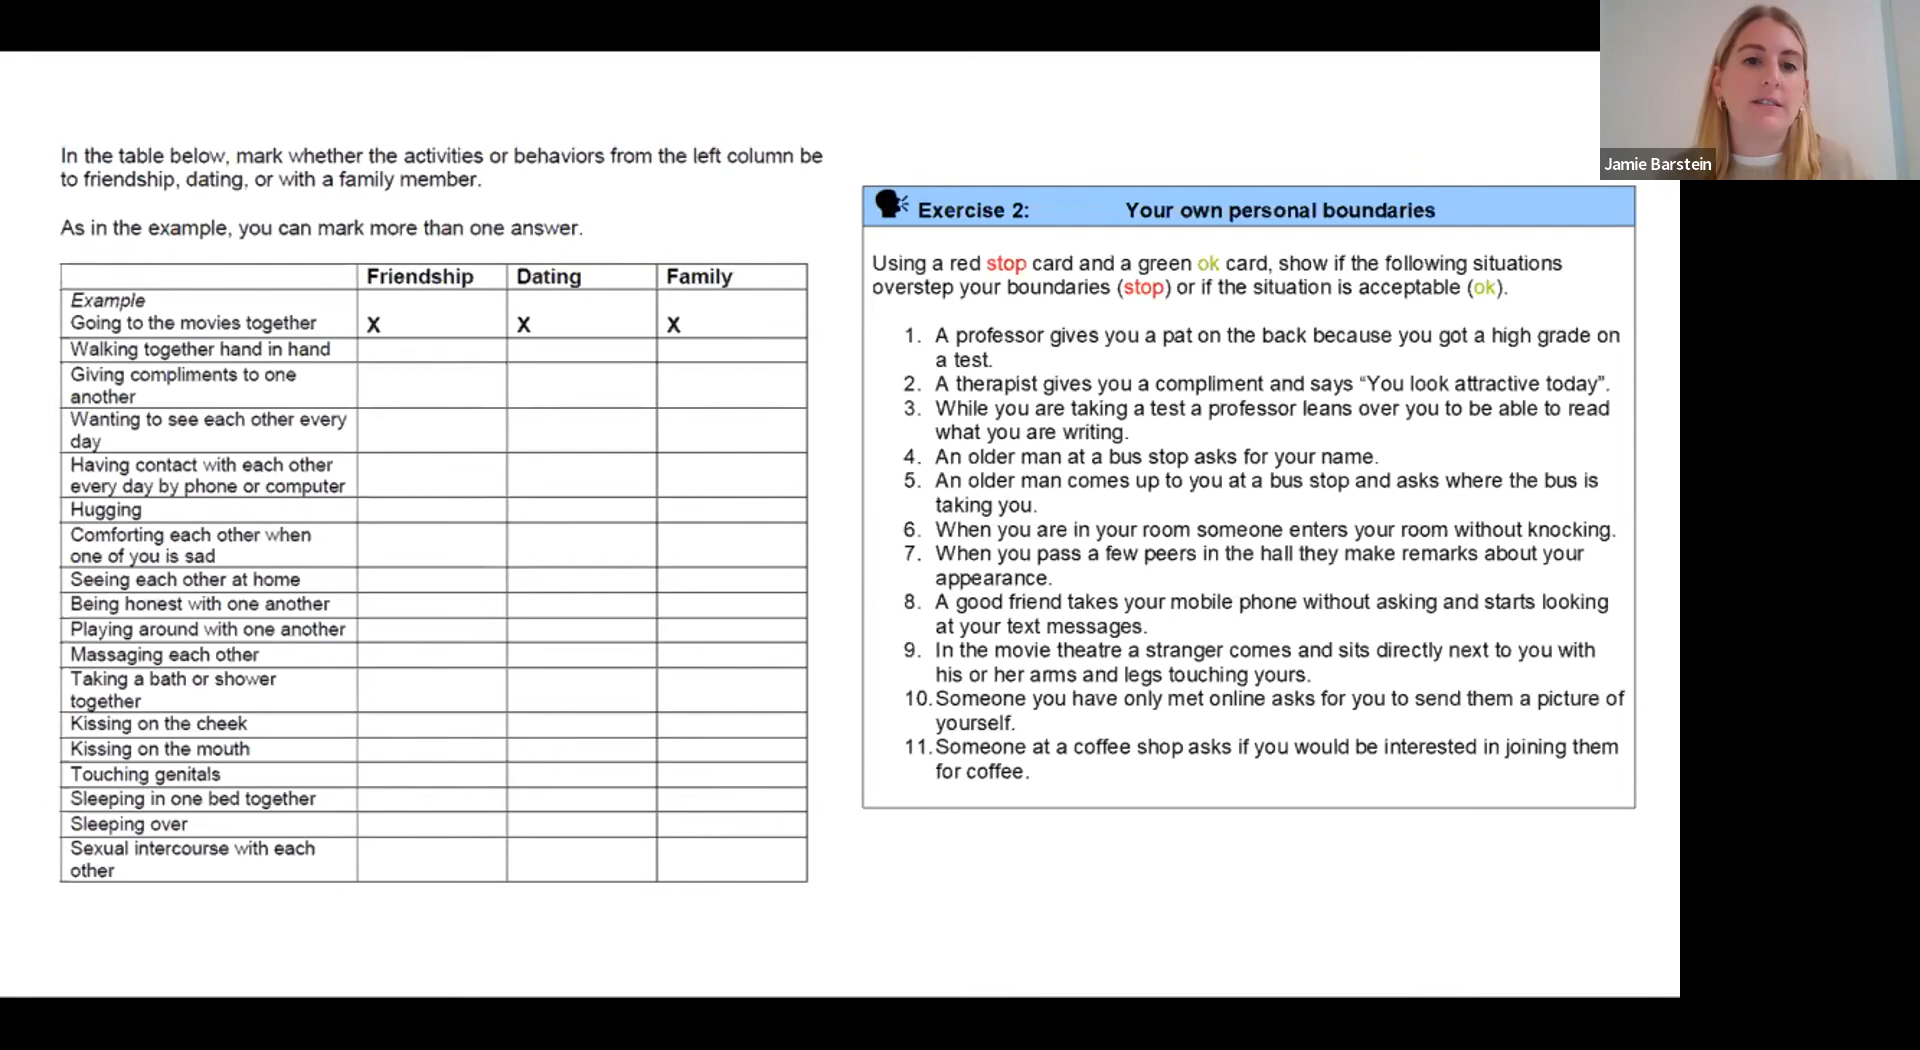 In the table below, mark whether the activities or behaviors from the left column be
to friendship, dating, or with a family member.
As in the example, you can mark more than one answer.
Friendship Dating Family
Example
Going to the movies together X X X
Walking together hand in hand
Giving compliments to one
another
Wanting to see each other every
day
Having contact with each other
every day by phone or computer
Hugging
Comforting each other when
one of you is sad
Seeing each other at home
Being honest with one another
Playing around with one another
Massaging each other
Taking a bath or shower
together
Kissing on the cheek
Kissing on the mouth
Touching genitals
Sleeping in one bed together
Sleeping over
Sexual intercourse with each
other
Exercise 2: Your own personal boundaries
Using a red stop card and a green ok card, show if the following situations
overstep your boundaries (stop) or if the situation is acceptable (ok).
1. A professor gives you a pat on the back because you got a high grade on
a test.
2. A therapist gives you a compliment and says “You look attractive today”.
3. While you are taking a test a professor leans over you to be able to read
what you are writing.
4. An older man at a bus stop asks for your name.
5. An older man comes up to you at a bus stop and asks where the bus is
taking you.
6. When you are in your room someone enters your room without knocking.
7. When you pass a few peers in the hall they make remarks about your
appearance.
8. A good friend takes your mobile phone without asking and starts looking
at your text messages.
9. In the movie theatre a stranger comes and sits directly next to you with
his or her arms and legs touching yours.
10. Someone you have only met online asks for you to send them a picture of
yourself.
11. Someone at a coffee shop asks if you would be interested in joining them
for coffee.
Jamie Barstein